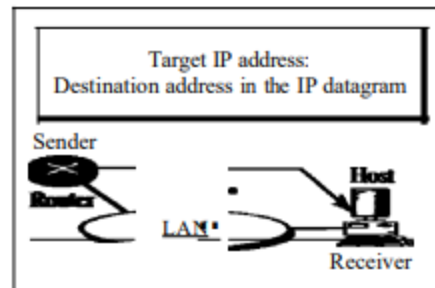 Target IP address:
Destination address in the IP datagram
Sender
Host
Router
LAN
Receiver